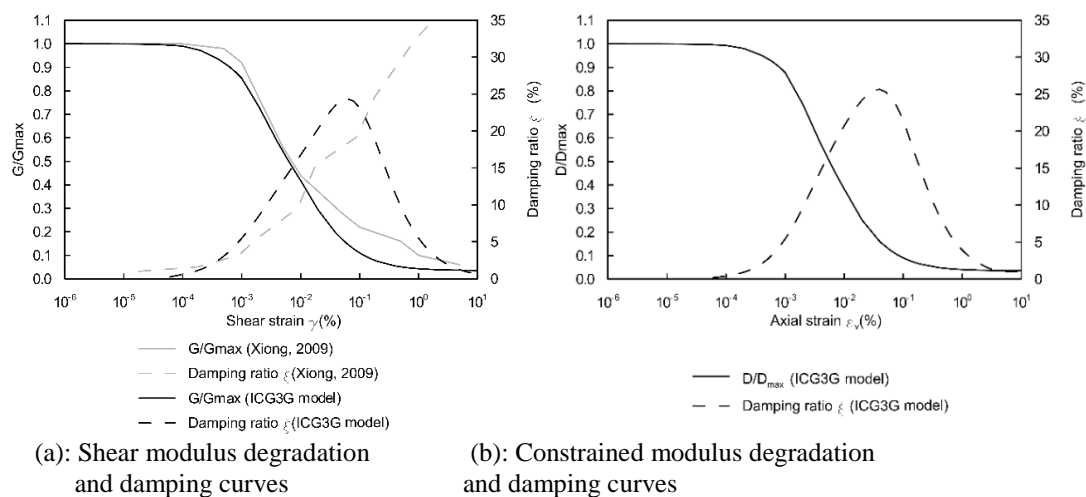 1.1
1.0
0.9
0.8
0.7
0.6
0.5
0.4
0.3
0.2
0.1
0.0
G/Gmax
35
30
25
20
15
10
5
0
Damping ratio ξ (%)
10⁻⁶ 10⁻⁵ 10⁻⁴ 10⁻³ 10⁻² 10⁻¹ 10⁰ 10¹
Shear strain γ(%)
G/Gmax (Xiong, 2009)
Damping ratio ξ(Xiong, 2009)
G/Gmax (ICG3G model)
Damping ratio ξ(ICG3G model)
(a): Shear modulus degradation
and damping curves
1.1
1.0
0.9
0.8
0.7
0.6
0.5
0.4
0.3
0.2
0.1
0.0
D/Dmax
35
30
25
20
15
10
5
0
Damping ratio ξ (%)
10⁻⁶ 10⁻⁵ 10⁻⁴ 10⁻³ 10⁻² 10⁻¹ 10⁰ 10¹
Axial strain εᵥ(%)
D/Dmax (ICG3G model)
Damping ratio ξ (ICG3G model)
(b): Constrained modulus degradation
and damping curves